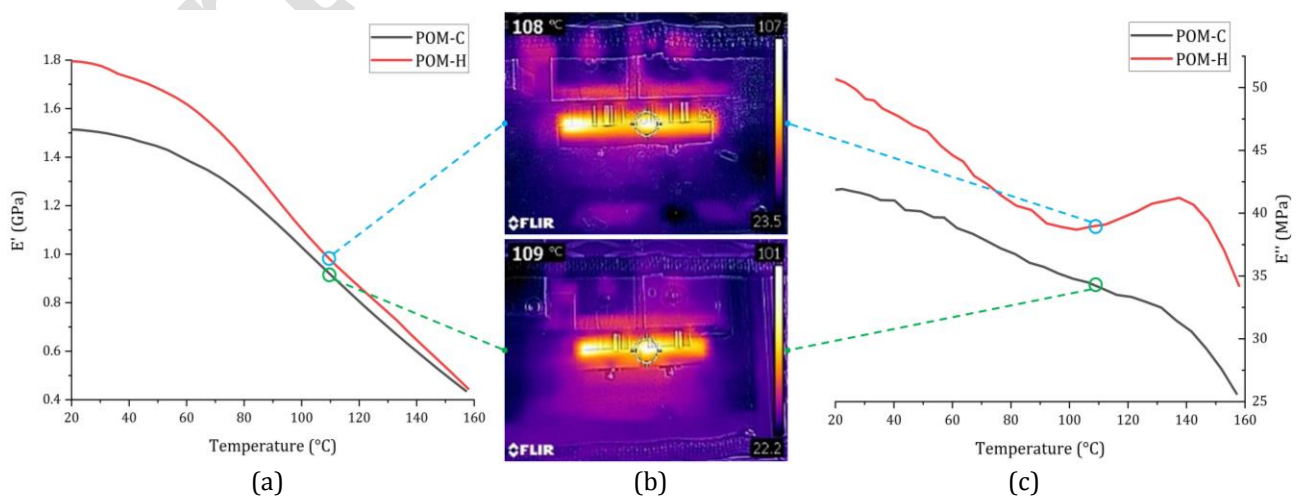 POM-C
POM-H
1.8
1.6
1.4
1.2
1.0
0.8
0.6
0.4
E' (GPa)
20
40
60
80
100
120
140
160
Temperature (°C)
(a)
108 °C
107
23.5
FLIR
109 °C
101
22.2
FLIR
(b)
POM-C
POM-H
50
45
40
35
30
25
E'' (MPa)
20
40
60
80
100
120
140
160
Temperature (°C)
(c)